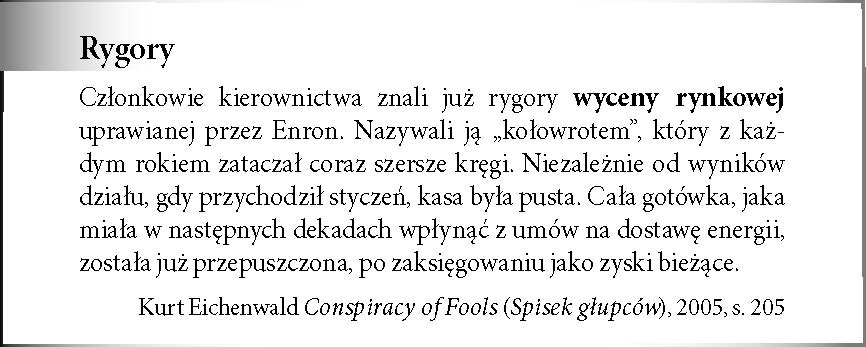 Rygory
Członkowie kierownictwa znali już rygory wyceny rynkowej
uprawianej przez Enron. Nazywali ją „kołowrotem”, który z każ-
dym rokiem zataczał coraz szersze kręgi. Niezależnie od wyników
działu, gdy przychodził styczeń, kasa była pusta. Cała gotówka, jaka
miała w następnych dekadach wpłynąć z umów na dostawę energii,
została już przepuszczona, po zaksięgowaniu jako zyski bieżące.
Kurt Eichenwald Conspiracy of Fools (Spisek głupców), 2005, s. 205